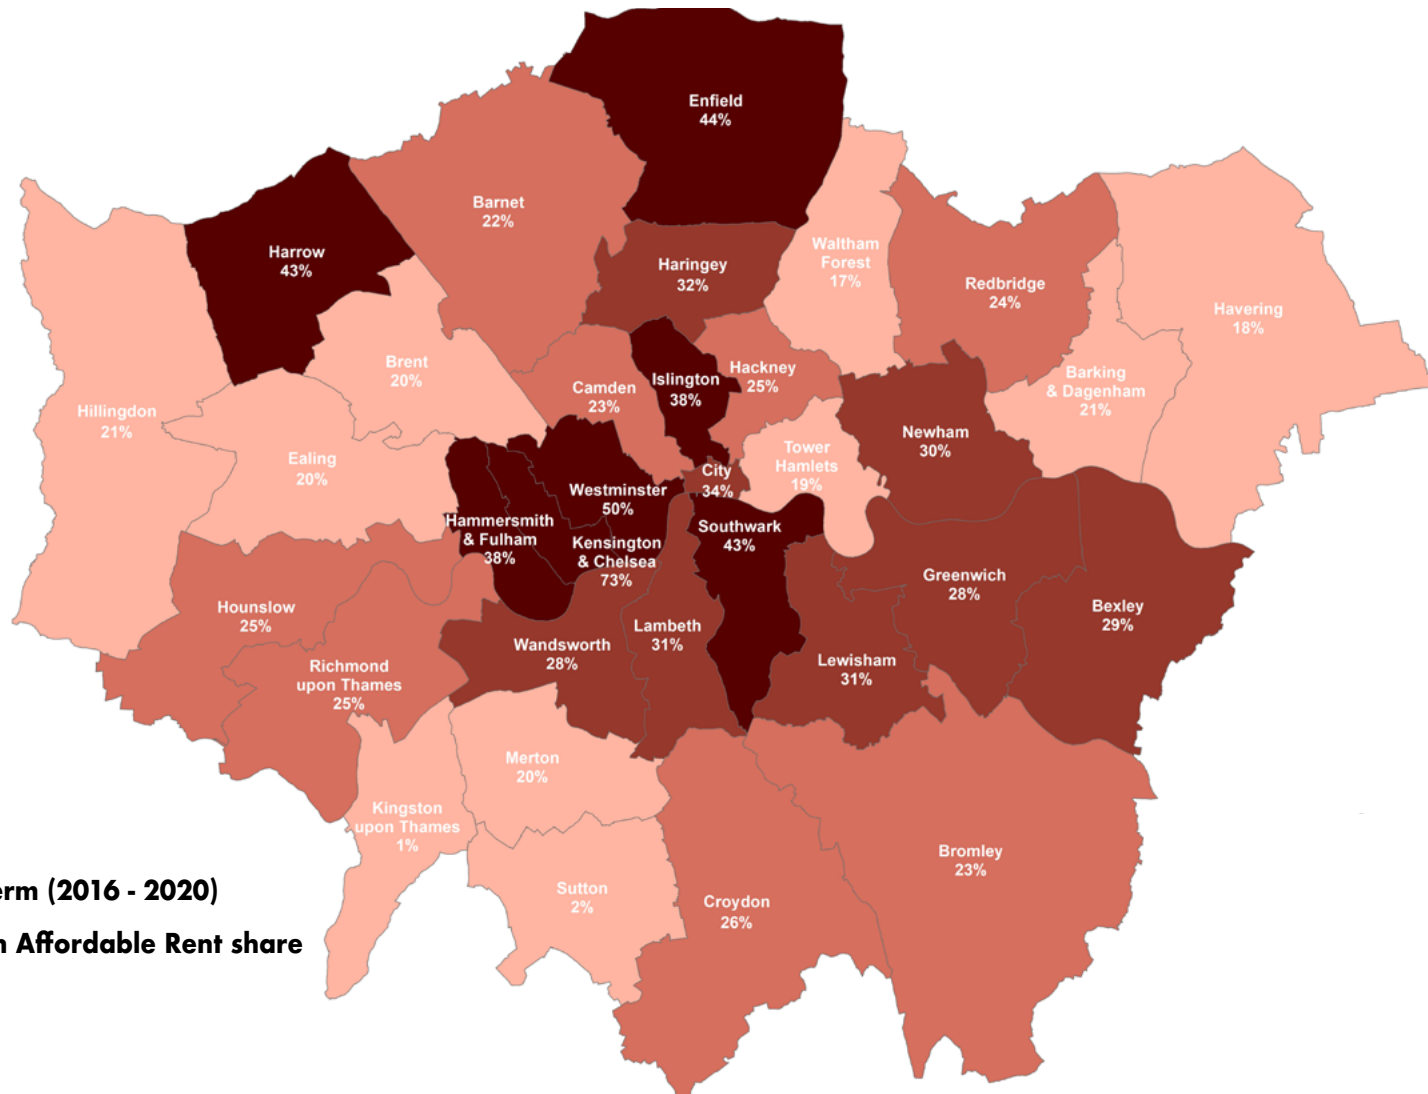 Enfield
44%
Barnet
22%
Harrow
43%
Haringey
32%
Waltham
Forest
17%
Redbridge
24%
Havering
18%
Brent
20%
Camden
23%
Islington
38%
Hackney
25%
Barking
& Dagenham
21%
Hillingdon
21%
Ealing
20%
Newham
30%
Tower
Hamlets
19%
City
34%
Westminster
50%
Hammersmith
& Fulham
38%
Kensington
& Chelsea
73%
Southwark
43%
Greenwich
28%
Bexley
29%
Hounslow
25%
Richmond
upon Thames
25%
Wandsworth
28%
Lambeth
31%
Lewisham
31%
Merton
20%
Kingston
upon Thames
1%
Sutton
2%
Croydon
26%
Bromley
23%
erm (2016 - 2020)
n Affordable Rent share